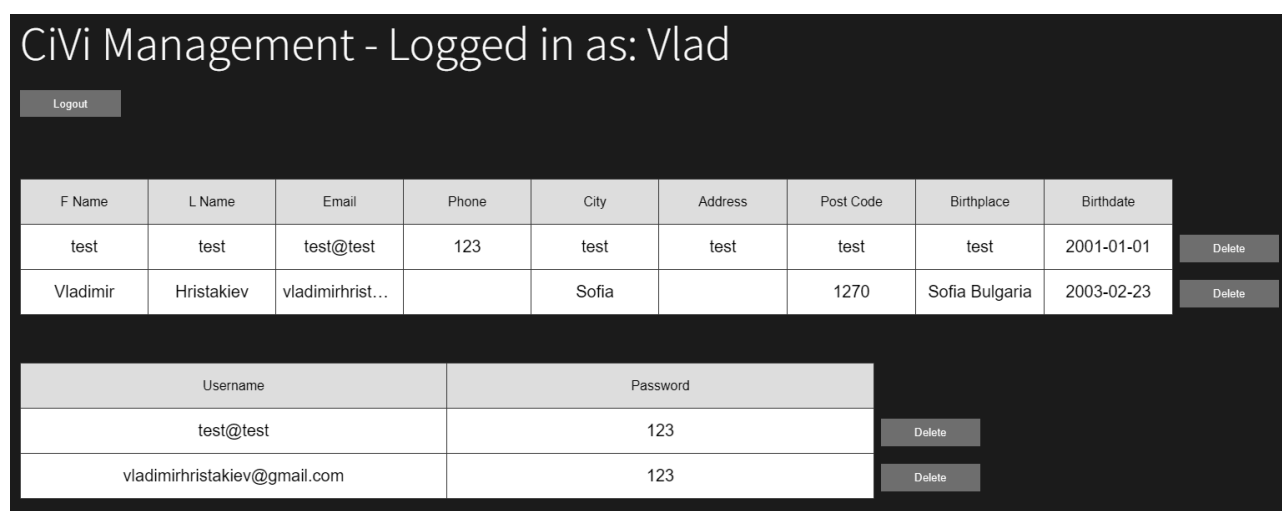 CiVi Management - Logged in as: Vlad
Logout
F Name L Name Email Phone City Address Post Code Birthplace Birthdate
test test test@test 123 test test test test 2001-01-01 Delete
Vladimir Hristakiev vladimirhrist... Sofia 1270 Sofia Bulgaria 2003-02-23 Delete
Username Password
test@test 123 Delete
vladimirhristakiev@gmail.com 123 Delete